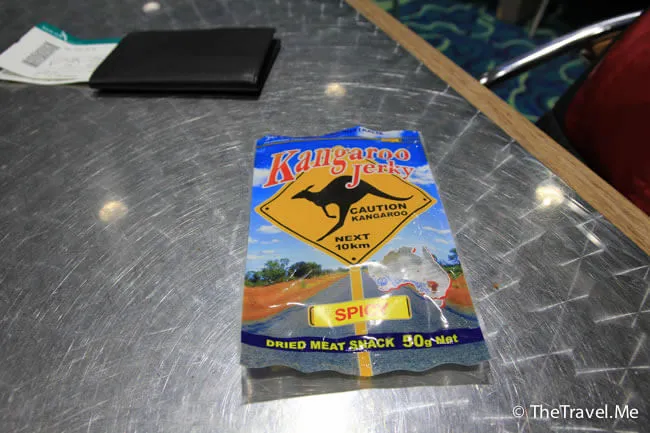 Kangaroo
Jerky
CAUTION
KANGAROO
NEXT
10km
SPICY
DRIED MEAT SNACK 50g Net
© TheTravel.Me